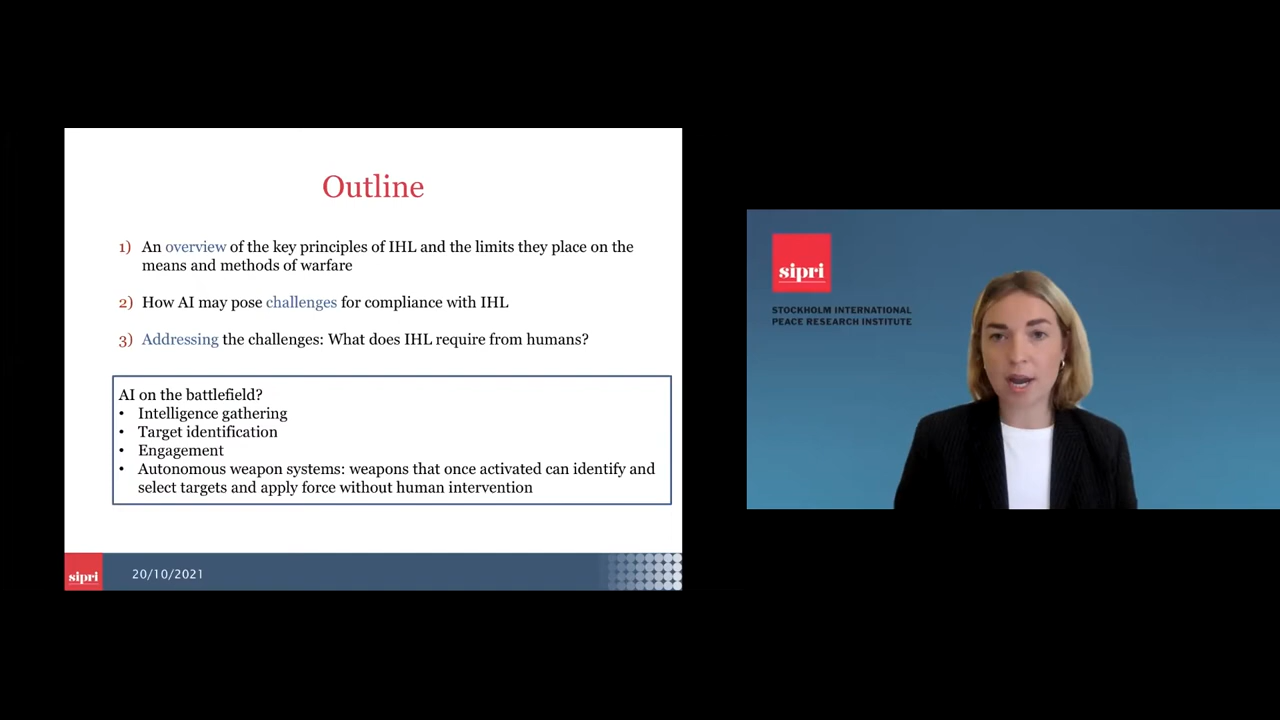 Outline
1) An overview of the key principles of IHL and the limits they place on the
means and methods of warfare
2) How AI may pose challenges for compliance with IHL
3) Addressing the challenges: What does IHL require from humans?
AI on the battlefield?
• Intelligence gathering
• Target identification
• Engagement
• Autonomous weapon systems: weapons that once activated can identify and
select targets and apply force without human intervention
sipri
20/10/2021
sipri
STOCKHOLM INTERNATIONAL
PEACE RESEARCH INSTITUTE